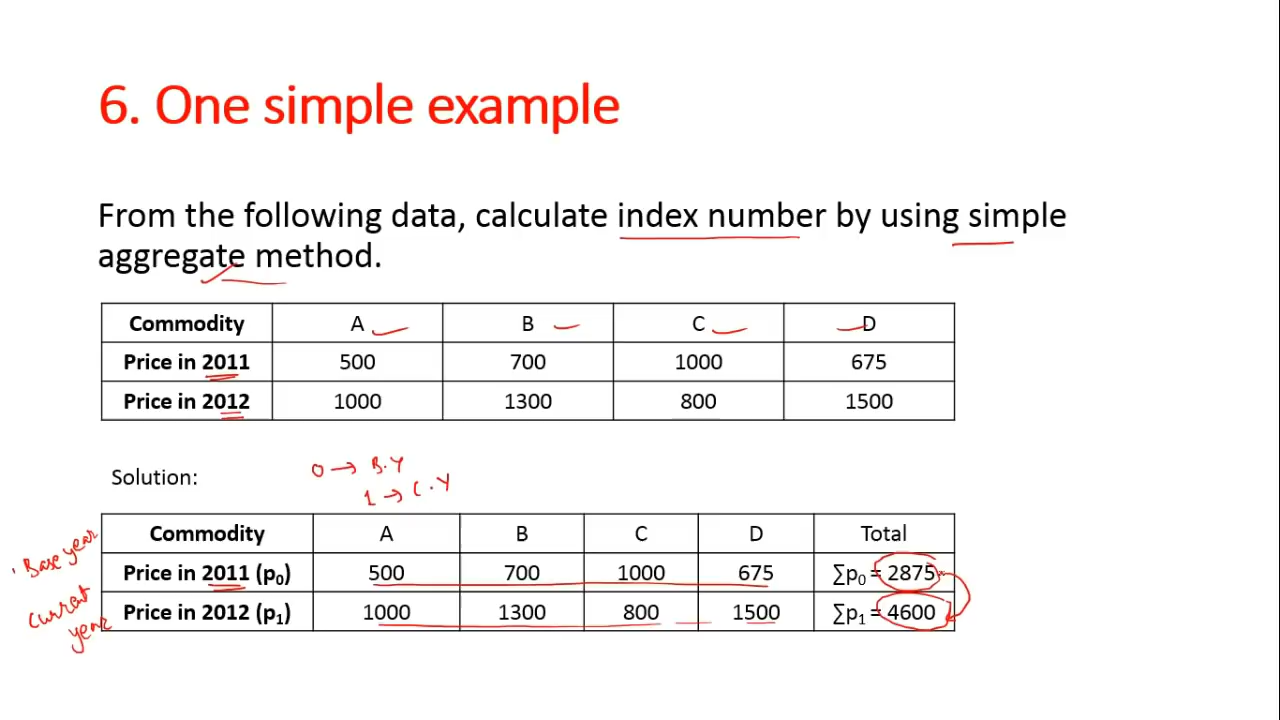 6. One simple example
From the following data, calculate index number by using simple
aggregate method.
Commodity A B C D
Price in 2011 500 700 1000 675
Price in 2012 1000 1300 800 1500
Solution:
0 → B.Y
1 → C.Y
Commodity A B C D Total
Base year
Price in 2011 (p₀) 500 700 1000 675 ∑p₀ = 2875
Current year
Price in 2012 (p₁) 1000 1300 800 1500 ∑p₁ = 4600